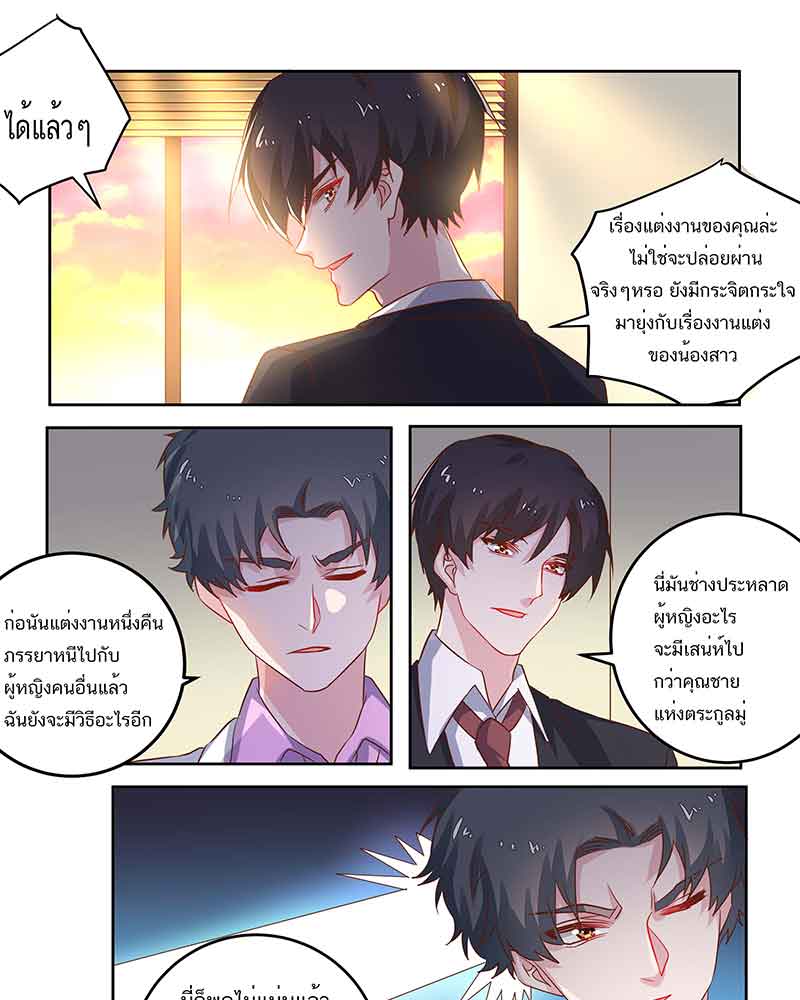 ได้แล้วๆ
เรื่องแต่งงานของคุณล่ะ
ไม่ใช่จะปล่อยผ่าน
จริงๆหรอ ยังมีกระจิตกระใจ
มายุ่งกับเรื่องงานแต่ง
ของน้องสาว
ก่อนันแต่งงานหนึ่งคืน
ภรรยาหนีไปกับ
ผู้หญิงคนอื่นแล้ว
ฉันยังจะมีวิธีอะไรอีก
นี่มันช่างประหลาด
ผู้หญิงอะไร
จะมีเสน่ห์ไป
กว่าคุณชาย
แห่งตระกูลมู่